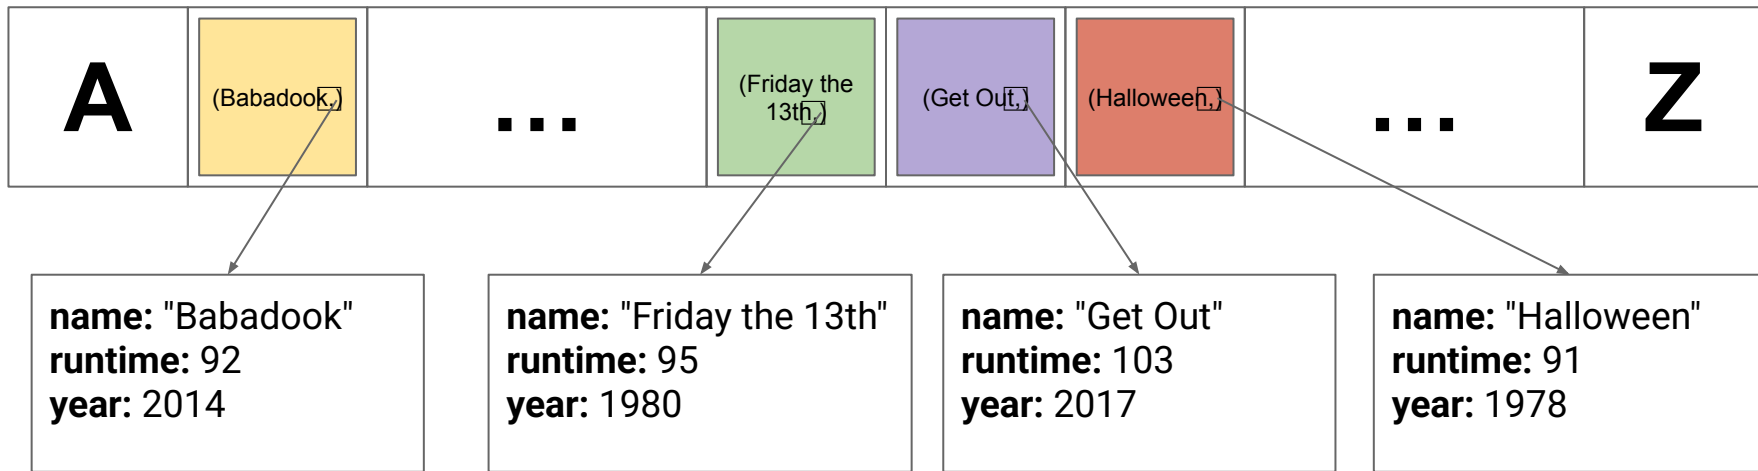 A
(Babadook,)
...
(Friday the
13th,)
(Get Out,)
(Halloween,)
...
Z
name: "Babadook"
runtime: 92
year: 2014
name: "Friday the 13th"
runtime: 95
year: 1980
name: "Get Out"
runtime: 103
year: 2017
name: "Halloween"
runtime: 91
year: 1978